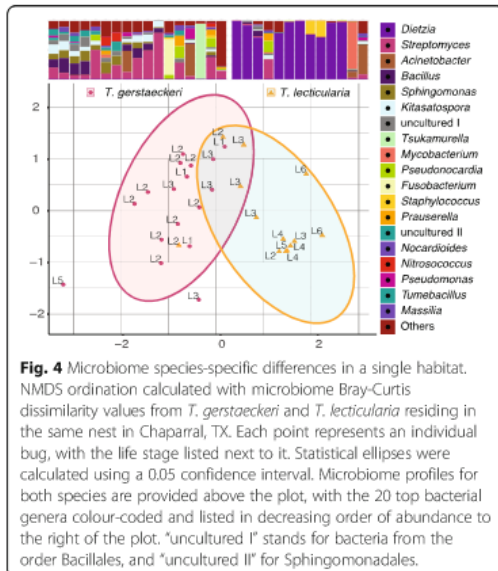 Dietzia
Streptomyces
Acinetobacter
Bacillus
Sphingomonas
Kitasatospora
uncultured I
Tsukamurella
Mycobacterium
Pseudonocardia
Fusobacterium
Staphylococcus
Prauserella
uncultured II
Nocardioides
Nitrosococcus
Pseudomonas
Tumebacillus
Massilia
Others
T. gerstaeckeri T. lecticularia
2
1
0
−1
−2
L2
L1
L3
L2
L2
L2
L3
L1
L3
L3
L3
L2
L2
L2
L3
L6
L2
L3
L2
L2
L1
L4
L3
L6
L5
L4
L2
L4
L2
L5
L3
−2 0 2
Fig. 4 Microbiome species-specific differences in a single habitat.
NMDS ordination calculated with microbiome Bray-Curtis
dissimilarity values from T. gerstaeckeri and T. lecticularia residing in
the same nest in Chaparral, TX. Each point represents an individual
bug, with the life stage listed next to it. Statistical ellipses were
calculated using a 0.05 confidence interval. Microbiome profiles for
both species are provided above the plot, with the 20 top bacterial
genera colour-coded and listed in decreasing order of abundance to
the right of the plot. “uncultured I” stands for bacteria from the
order Bacillales, and “uncultured II” for Sphingomonadales.